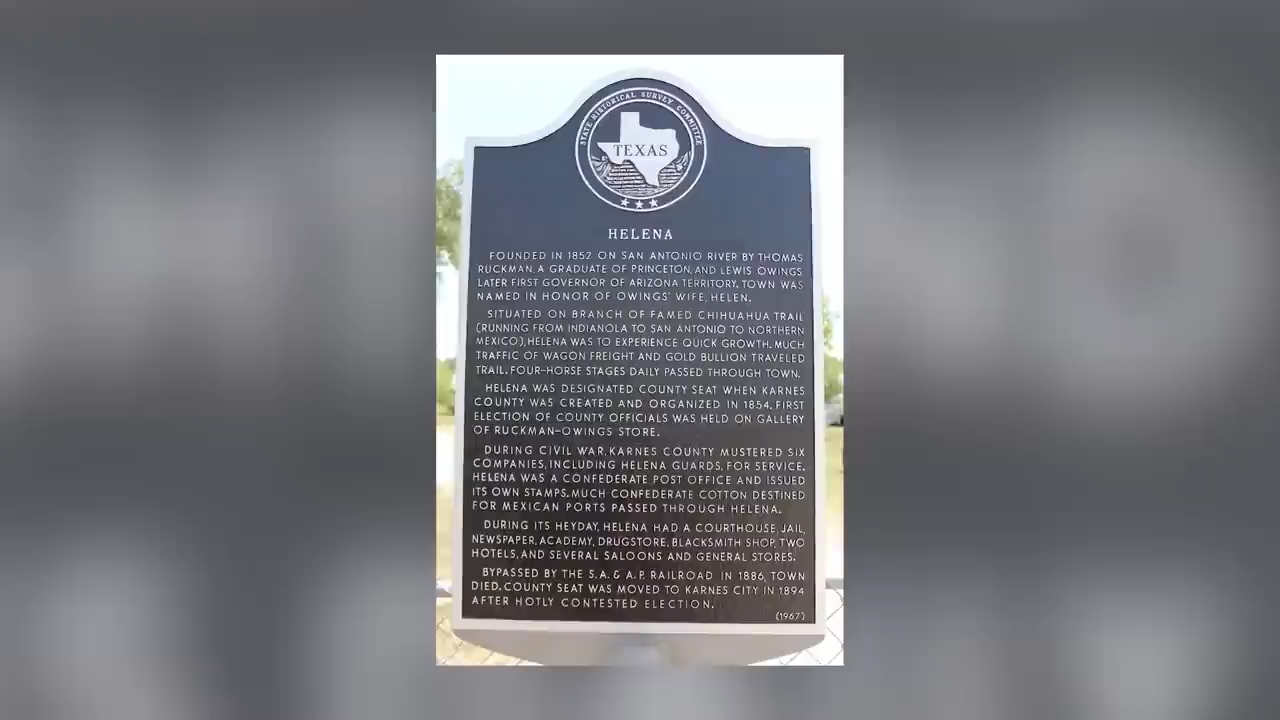 STATE HISTORICAL SURVEY COMMITTEE
TEXAS
HELENA
FOUNDED IN 1852 ON SAN ANTONIO RIVER BY THOMAS
RUCKMAN, A GRADUATE OF PRINCETON, AND LEWIS OWINGS
LATER FIRST GOVERNOR OF ARIZONA TERRITORY. TOWN WAS
NAMED IN HONOR OF OWINGS' WIFE, HELEN.
SITUATED ON BRANCH OF FAMED CHIHUAHUA TRAIL
(RUNNING FROM INDIANOLA TO SAN ANTONIO TO NORTHERN
MEXICO), HELENA WAS TO EXPERIENCE QUICK GROWTH. MUCH
TRAFFIC OF WAGON FREIGHT AND GOLD BULLION TRAVELED
TRAIL. FOUR-HORSE STAGES DAILY PASSED THROUGH TOWN.
HELENA WAS DESIGNATED COUNTY SEAT WHEN KARNES
COUNTY WAS CREATED AND ORGANIZED IN 1854. FIRST
ELECTION OF COUNTY OFFICIALS WAS HELD ON GALLERY
OF RUCKMAN-OWINGS STORE.
DURING CIVIL WAR, KARNES COUNTY MUSTERED SIX
COMPANIES, INCLUDING HELENA GUARDS, FOR SERVICE.
HELENA WAS A CONFEDERATE POST OFFICE AND ISSUED
ITS OWN STAMPS. MUCH CONFEDERATE COTTON DESTINED
FOR MEXICAN PORTS PASSED THROUGH HELENA.
DURING ITS HEYDAY, HELENA HAD A COURTHOUSE, JAIL,
NEWSPAPER, ACADEMY, DRUGSTORE, BLACKSMITH SHOP, TWO
HOTELS, AND SEVERAL SALOONS AND GENERAL STORES.
BYPASSED BY THE S.A. & A.P. RAILROAD IN 1886, TOWN
DIED. COUNTY SEAT WAS MOVED TO KARNES CITY IN 1894
AFTER HOTLY CONTESTED ELECTION.
(1967)